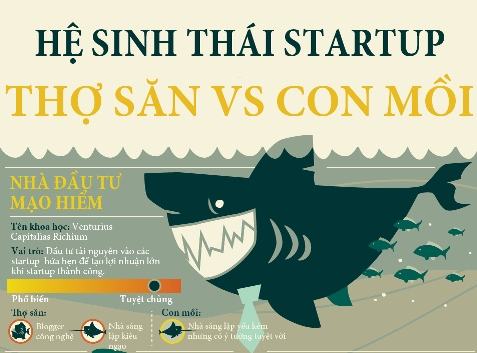 HỆ SINH THÁI STARTUP
THỢ SĂN VS CON MỒI
NHÀ ĐẦU TƯ
MẠO HIỂM
Tên khoa học: Venturius
Capitalias Richium
Vai trò: Đầu tư tài nguyên vào các
startup hứa hẹn để tạo lợi nhuận lớn
khi startup thành công.
Phổ biến
Tuyệt chủng
Thợ săn:
Blogger
công nghệ
Nhà sáng
lập kiêu
ngạo
Con mồi:
Nhà sáng lập yếu kém
nhưng có ý tưởng tuyệt vời